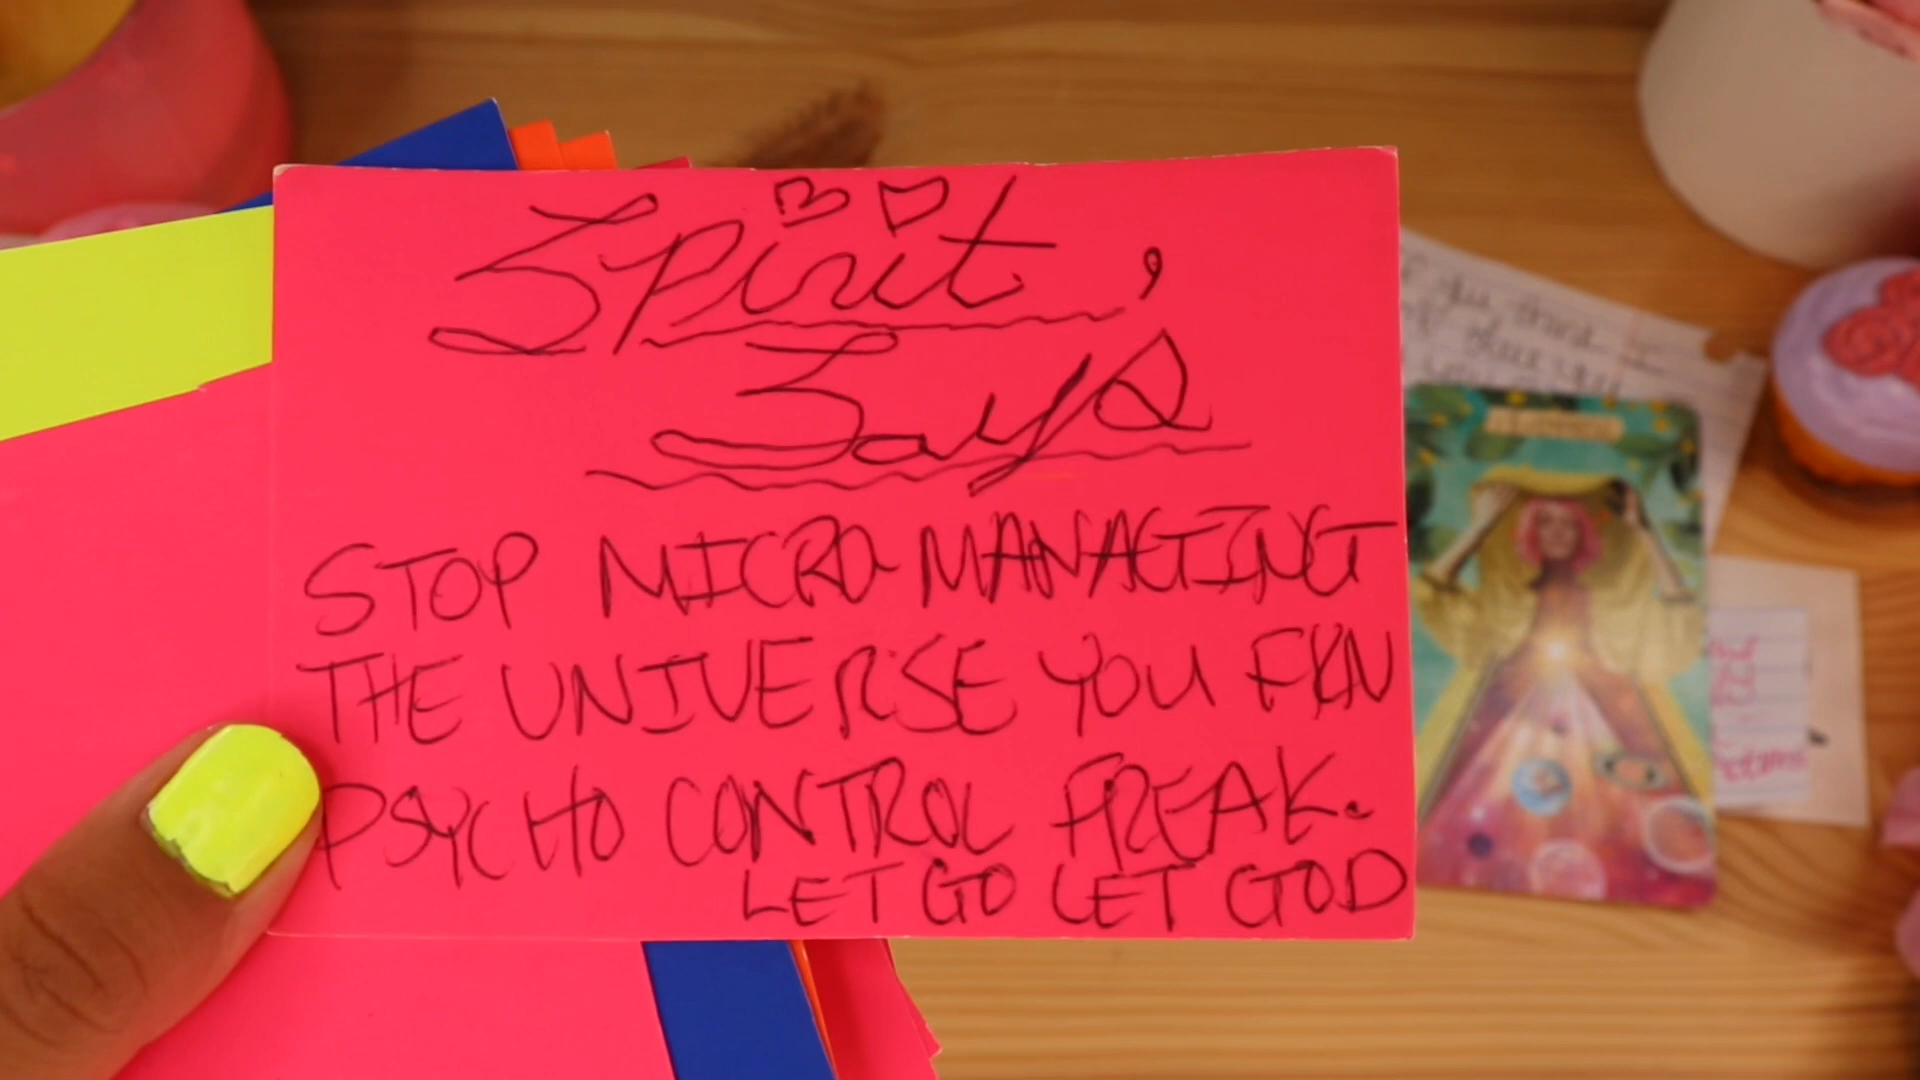 Spirit,
Says
STOP MICRO-MANAGING
THE UNIVERSE YOU FKN
PSYCHO CONTROL FREAK.
LET GO LET GOD